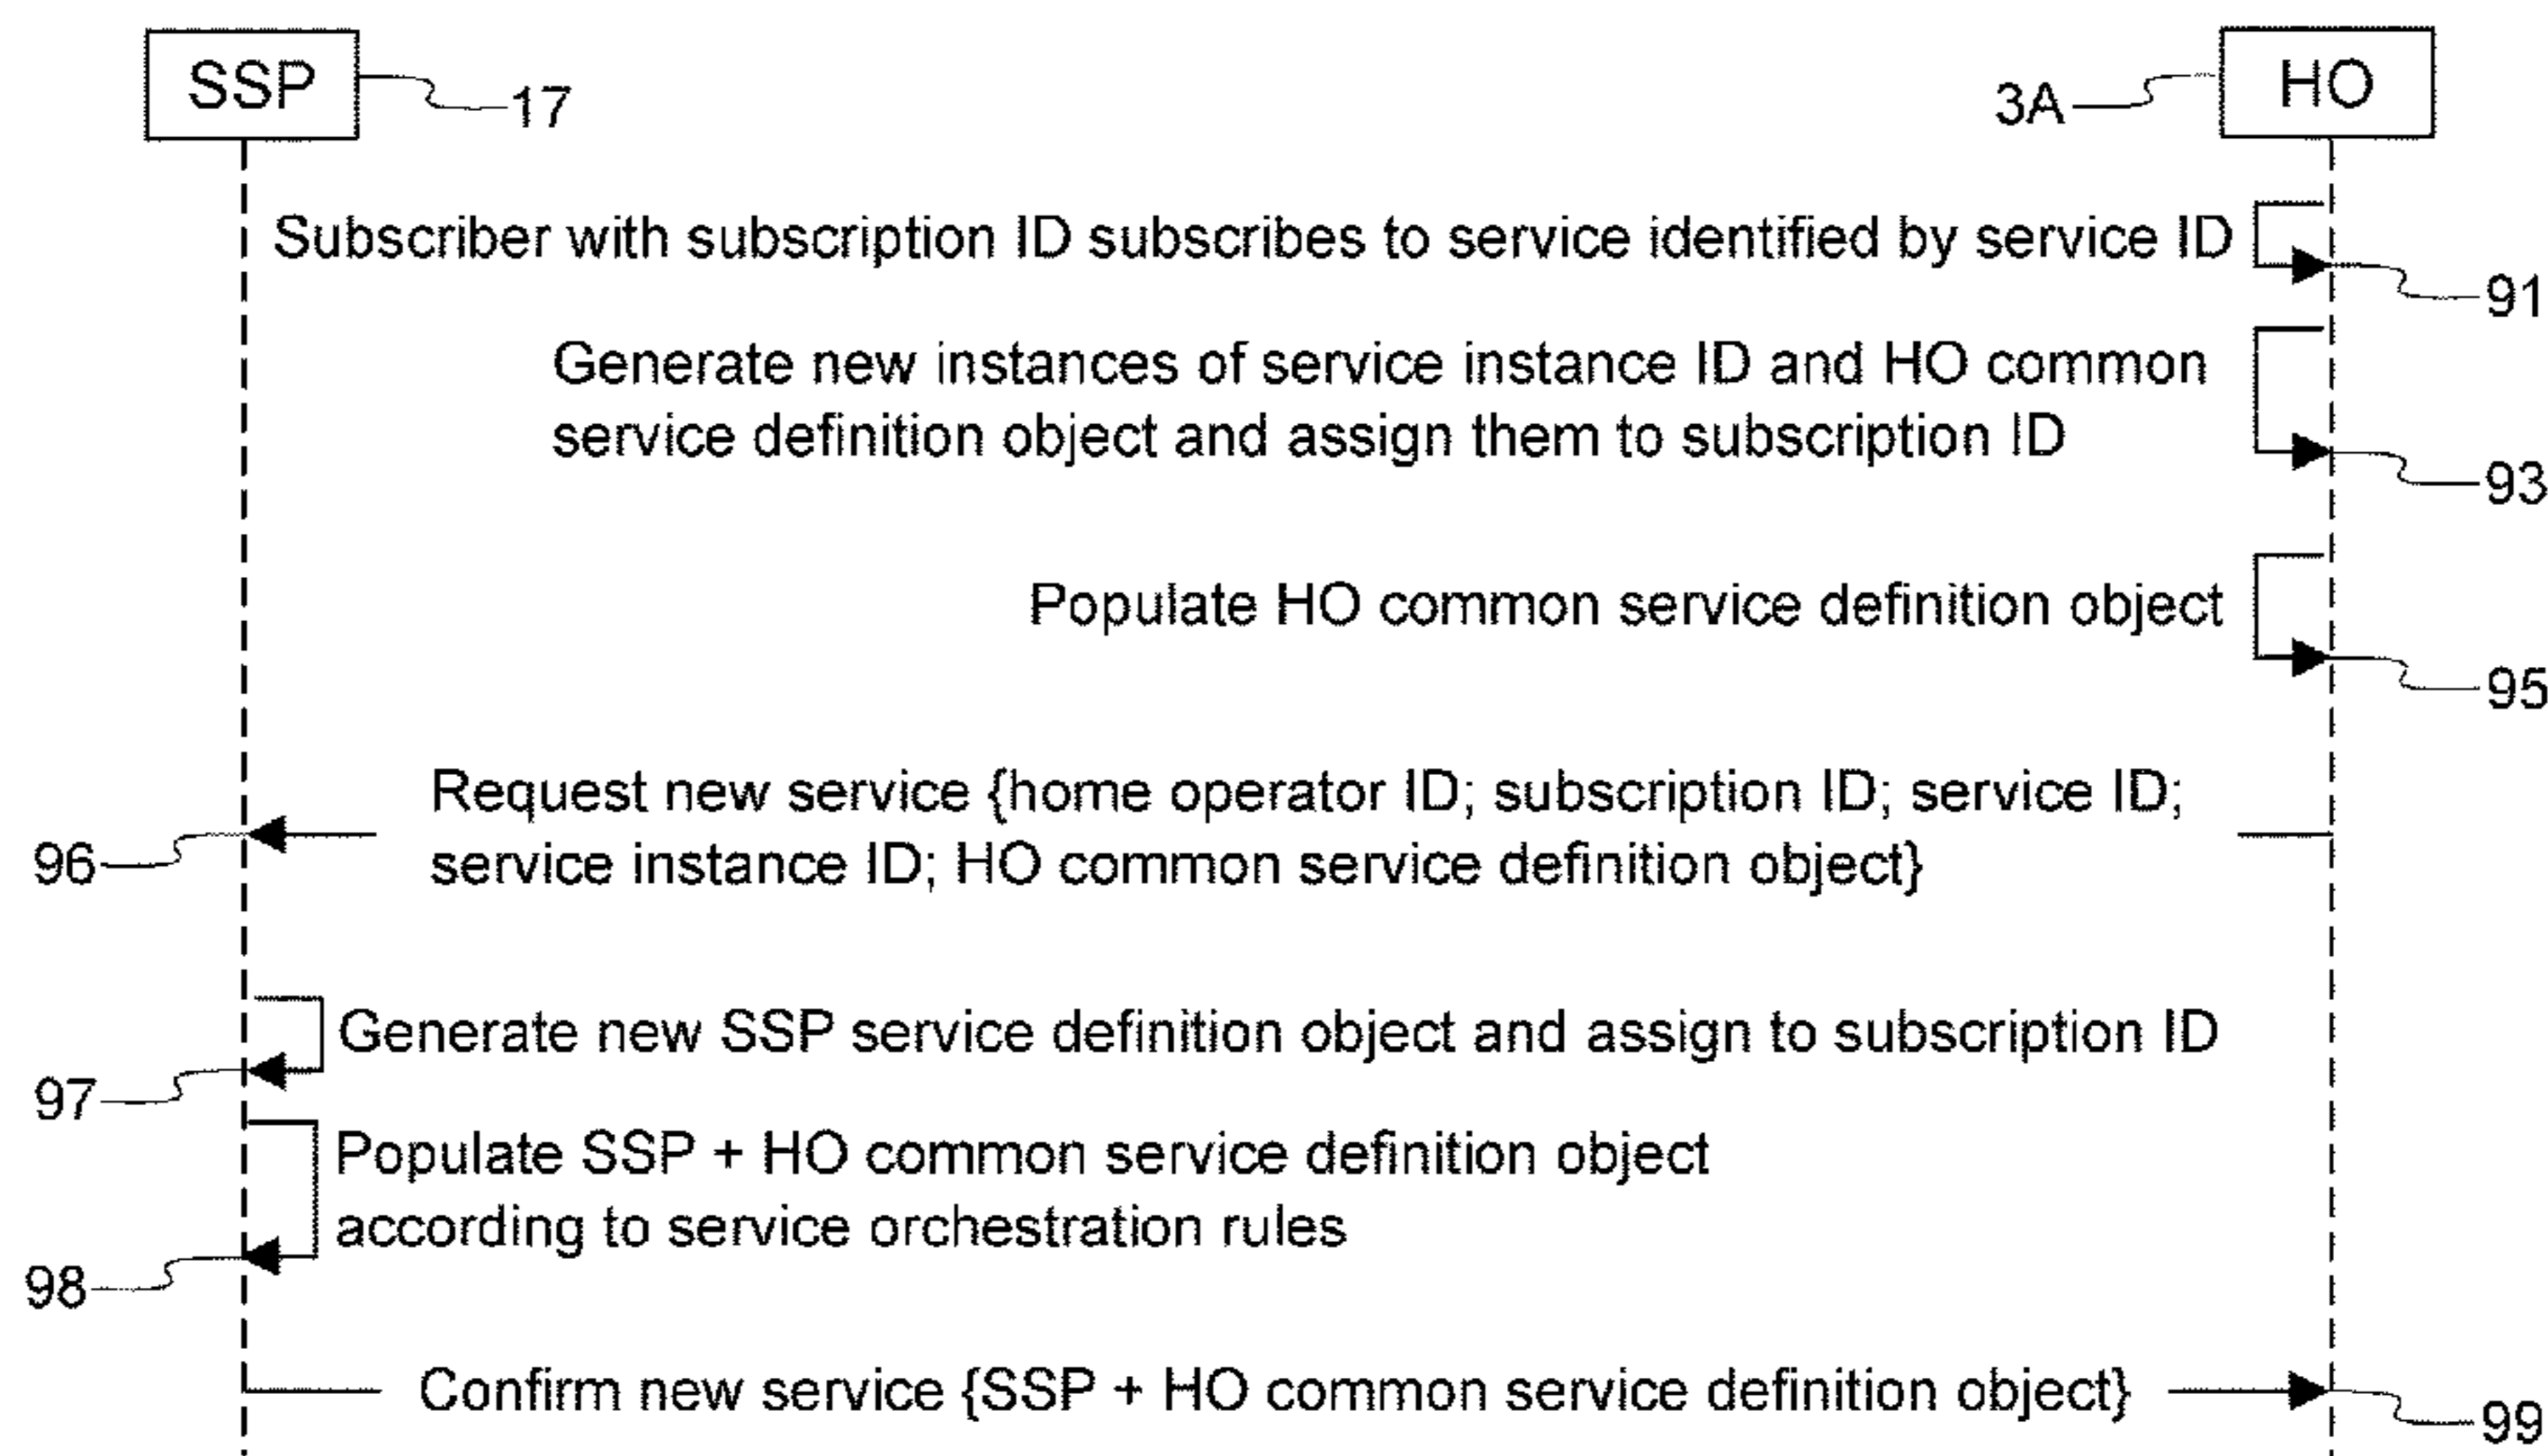 SSP
17
3A
HO
Subscriber with subscription ID subscribes to service identified by service ID
91
Generate new instances of service instance ID and HO common
service definition object and assign them to subscription ID
93
Populate HO common service definition object
95
Request new service {home operator ID; subscription ID; service ID;
service instance ID; HO common service definition object}
96
Generate new SSP service definition object and assign to subscription ID
97
Populate SSP + HO common service definition object
according to service orchestration rules
98
Confirm new service {SSP + HO common service definition object}
99